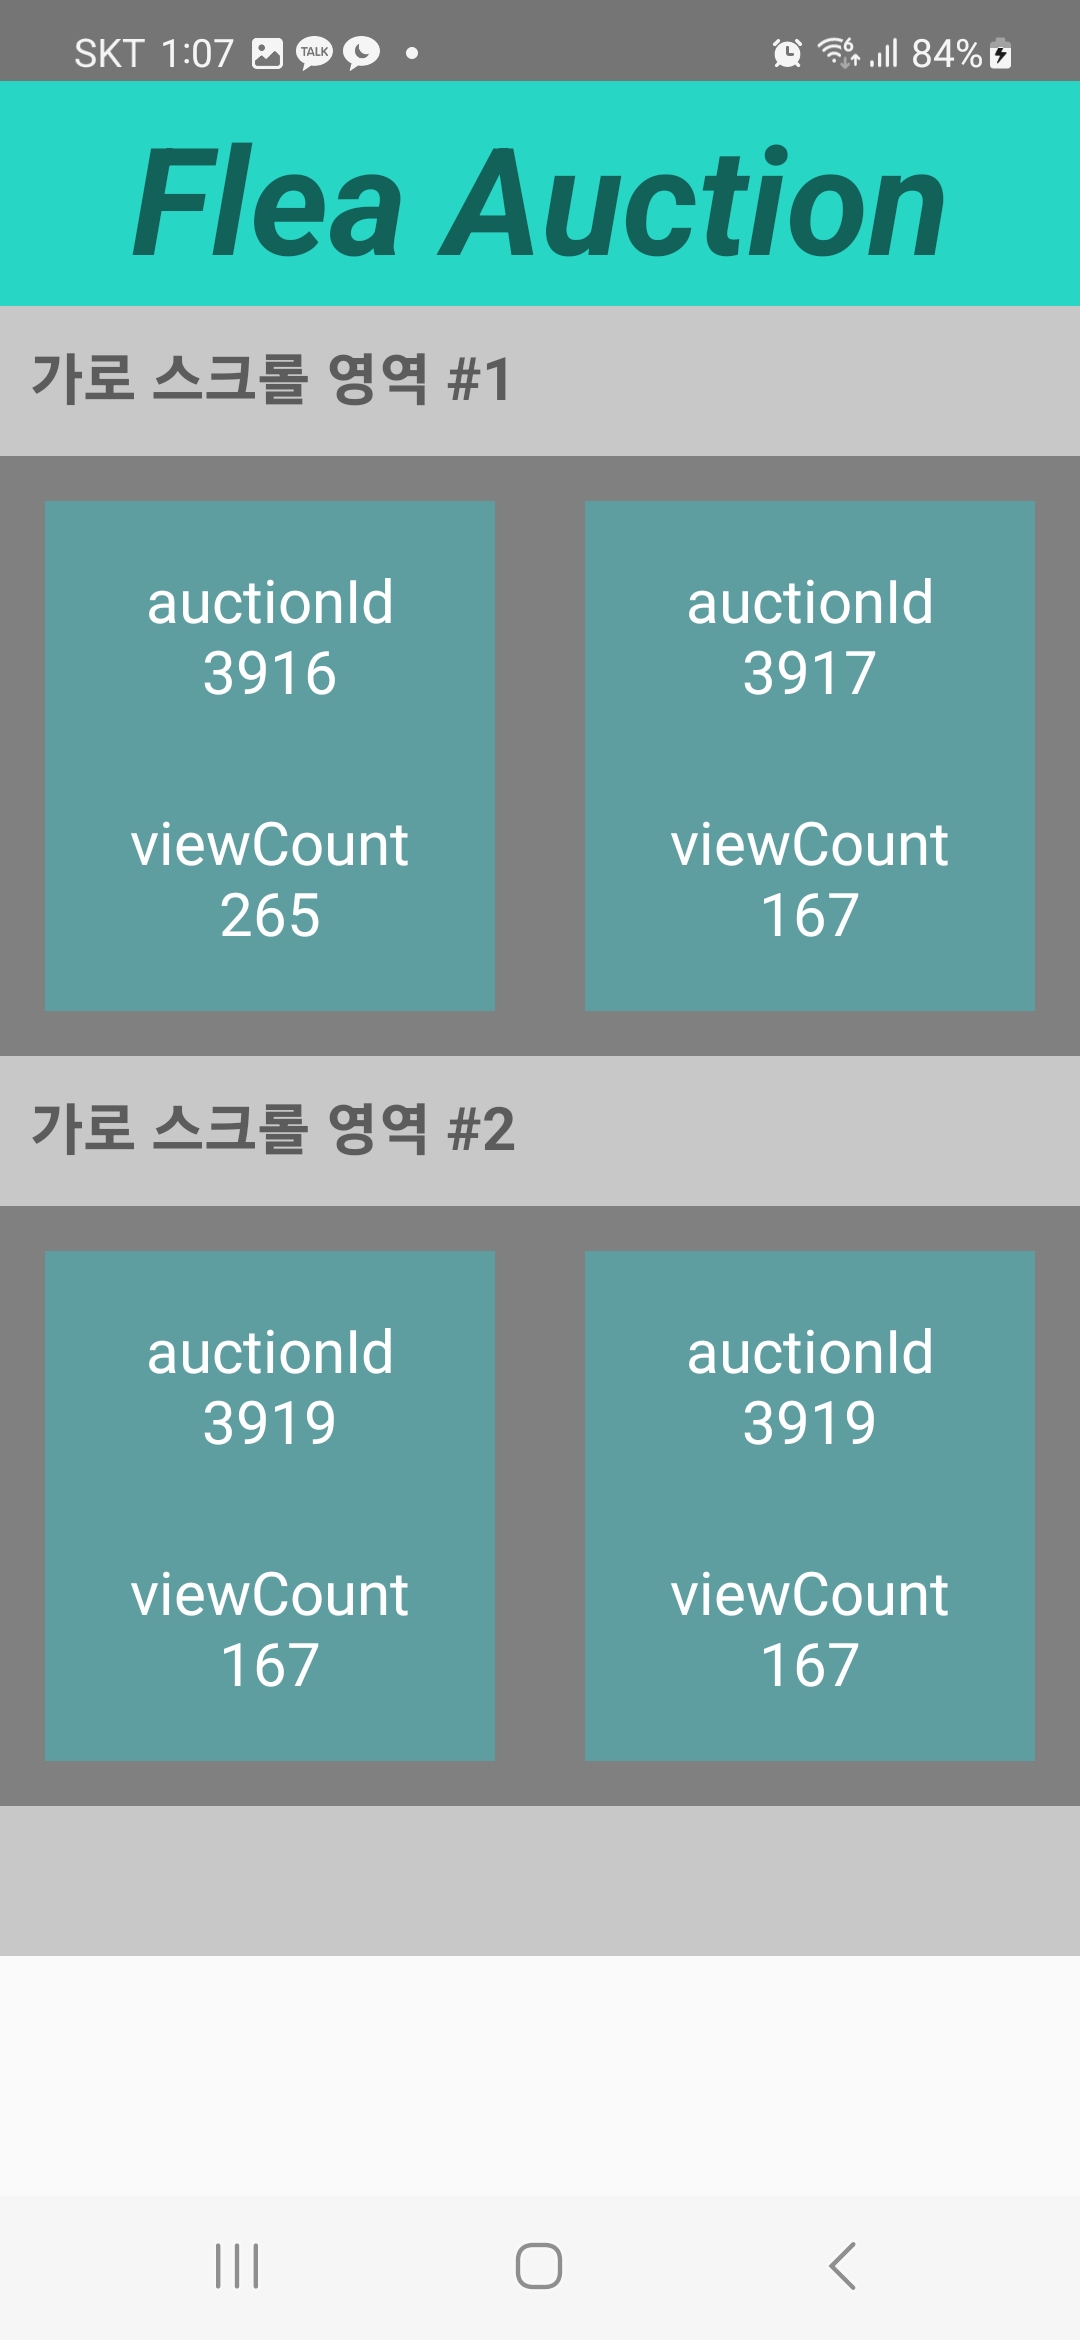 SKT 1:07 TALK 6 84%
Flea Auction
가로 스크롤 영역 #1
auctionId
3916
viewCount
265
auctionId
3917
viewCount
167
가로 스크롤 영역 #2
auctionId
3919
viewCount
167
auctionId
3919
viewCount
167